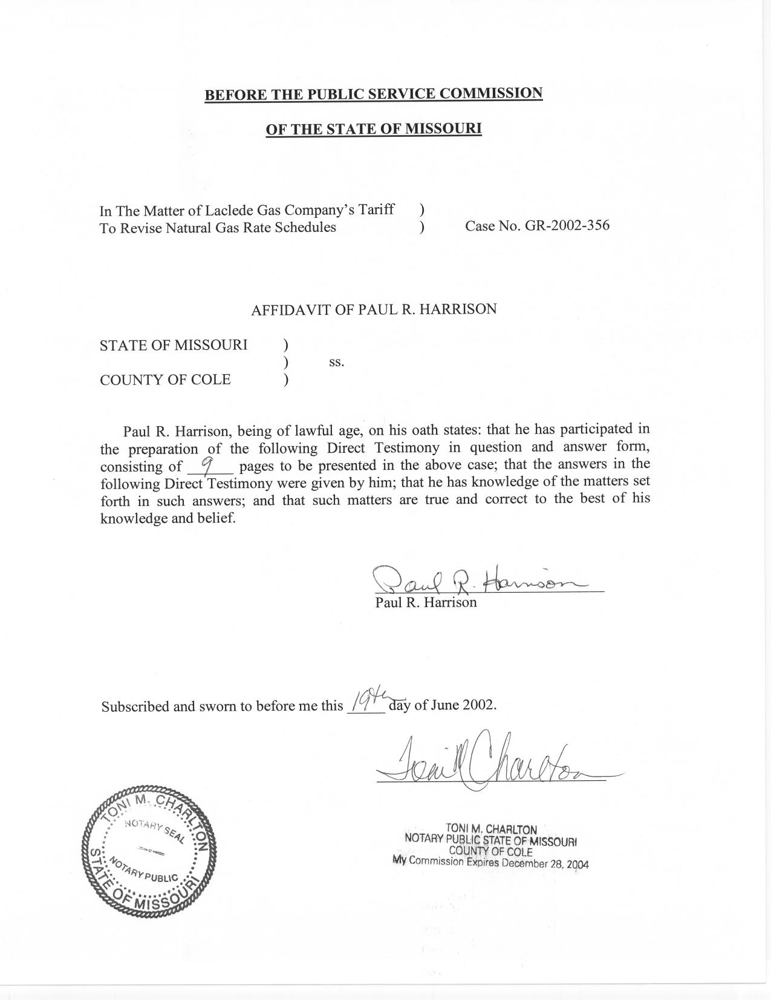 BEFORE THE PUBLIC SERVICE COMMISSION
OF THE STATE OF MISSOURI
In The Matter of Laclede Gas Company's Tariff )
To Revise Natural Gas Rate Schedules ) Case No. GR-2002-356
AFFIDAVIT OF PAUL R. HARRISON
STATE OF MISSOURI )
) ss.
COUNTY OF COLE )
Paul R. Harrison, being of lawful age, on his oath states: that he has participated in
the preparation of the following Direct Testimony in question and answer form,
consisting of 9 pages to be presented in the above case; that the answers in the
following Direct Testimony were given by him; that he has knowledge of the matters set
forth in such answers; and that such matters are true and correct to the best of his
knowledge and belief.
Paul R. Harrison
Paul R. Harrison
Subscribed and sworn to before me this 19th day of June 2002.
Toni M Charlton
TONI M. CHARLTON
NOTARY SEAL
NOTARY PUBLIC
STATE OF MISSOURI
TONI M. CHARLTON
NOTARY PUBLIC STATE OF MISSOURI
COUNTY OF COLE
My Commission Expires December 28, 2004